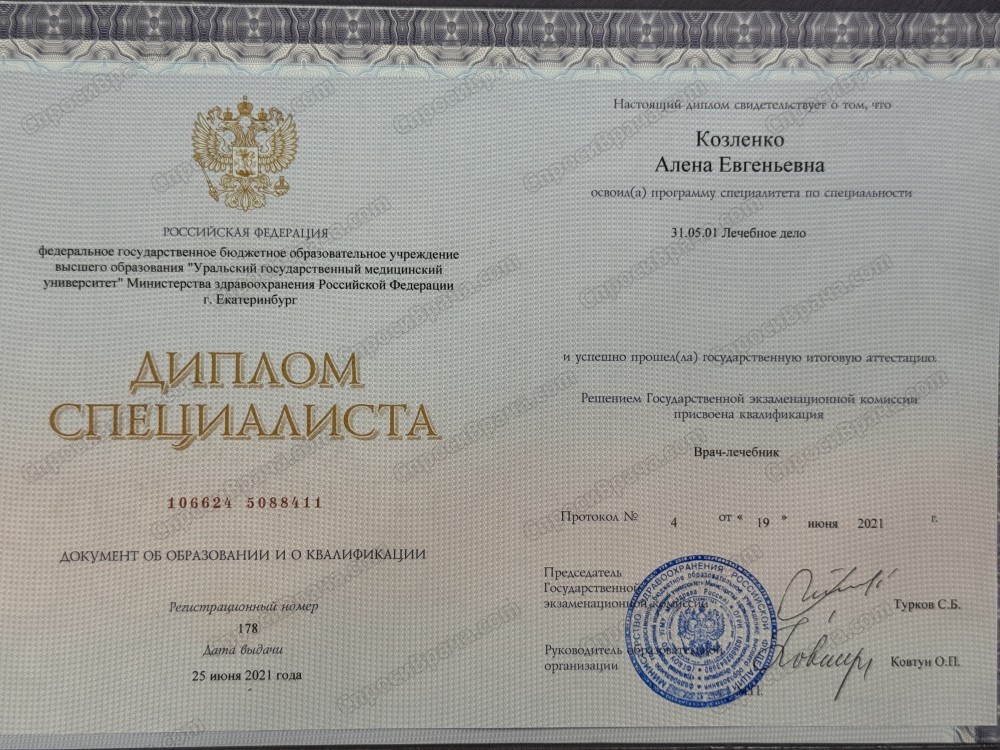 РОССИЙСКАЯ ФЕДЕРАЦИЯ
федеральное государственное бюджетное образовательное учреждение
высшего образования "Уральский государственный медицинский
университет" Министерства здравоохранения Российской Федерации
г. Екатеринбург
ДИПЛОМ
СПЕЦИАЛИСТА
106624 5088411
ДОКУМЕНТ ОБ ОБРАЗОВАНИИ И О КВАЛИФИКАЦИИ
Регистрационный номер
178
Дата выдачи
25 июня 2021 года
Настоящий диплом свидетельствует о том, что
Козленко
Алена Евгеньевна
освоил(а) программу специалитета по специальности
31.05.01 Лечебное дело
и успешно прошел(ла) государственную итоговую аттестацию.
Решением Государственной экзаменационной комиссии
присвоена квалификация
Врач-лечебник
Протокол № 4 от « 19 » июня 2021 г.
Председатель
Государственной
экзаменационной комиссии
Турков С.Б.
Руководитель образовательной
организации
Ковтун О.П.
М.П.
СпросиВрача.com